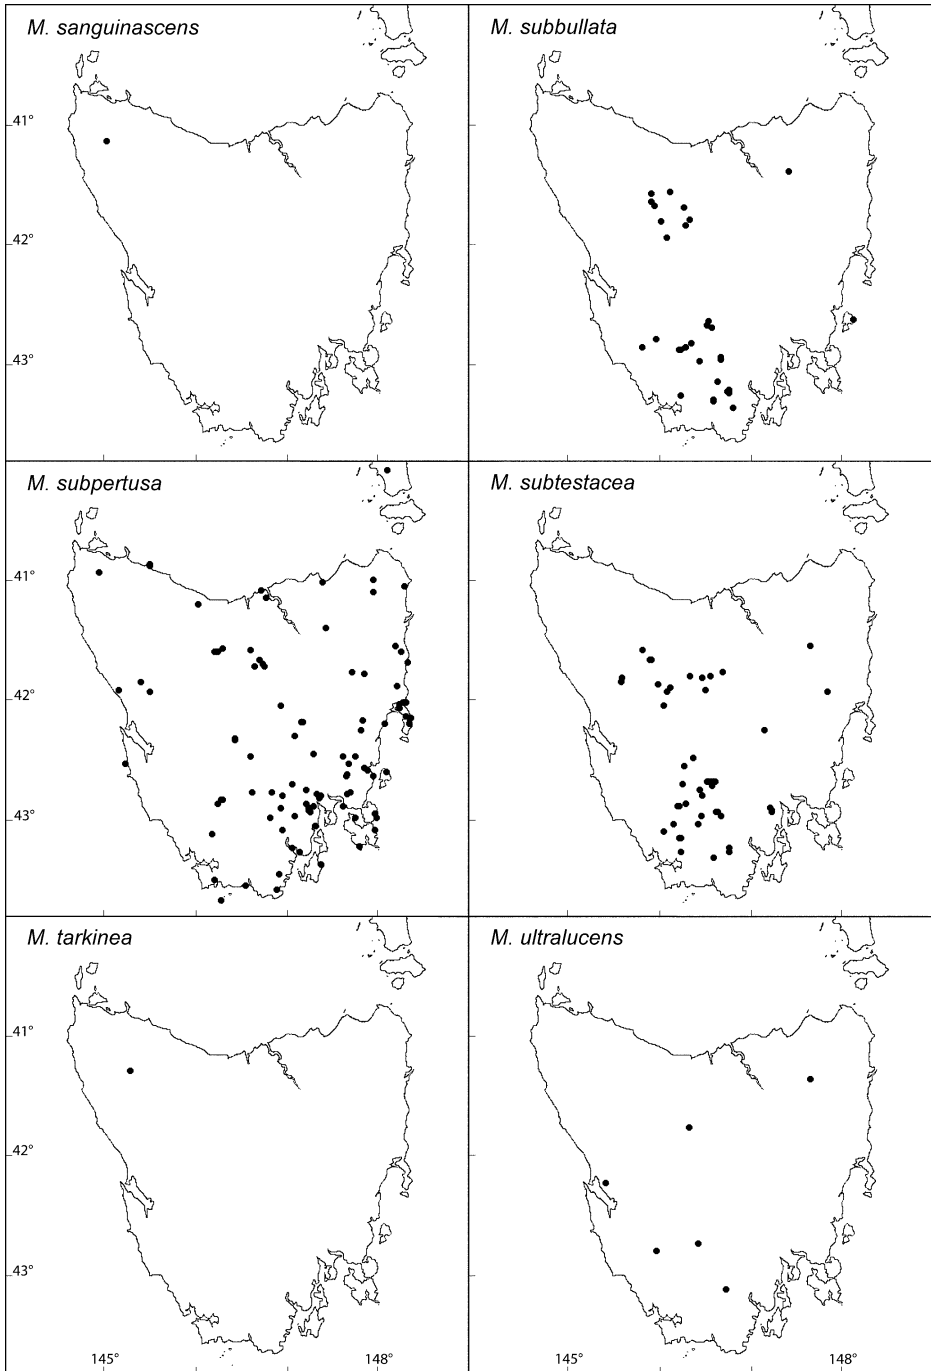 M. sanguinascens
M. subbullata
41°
42°
43°
M. subpertusa
M. subtestacea
41°
42°
43°
M. tarkinea
M. ultralucens
41°
42°
43°
145°
148°
145°
148°